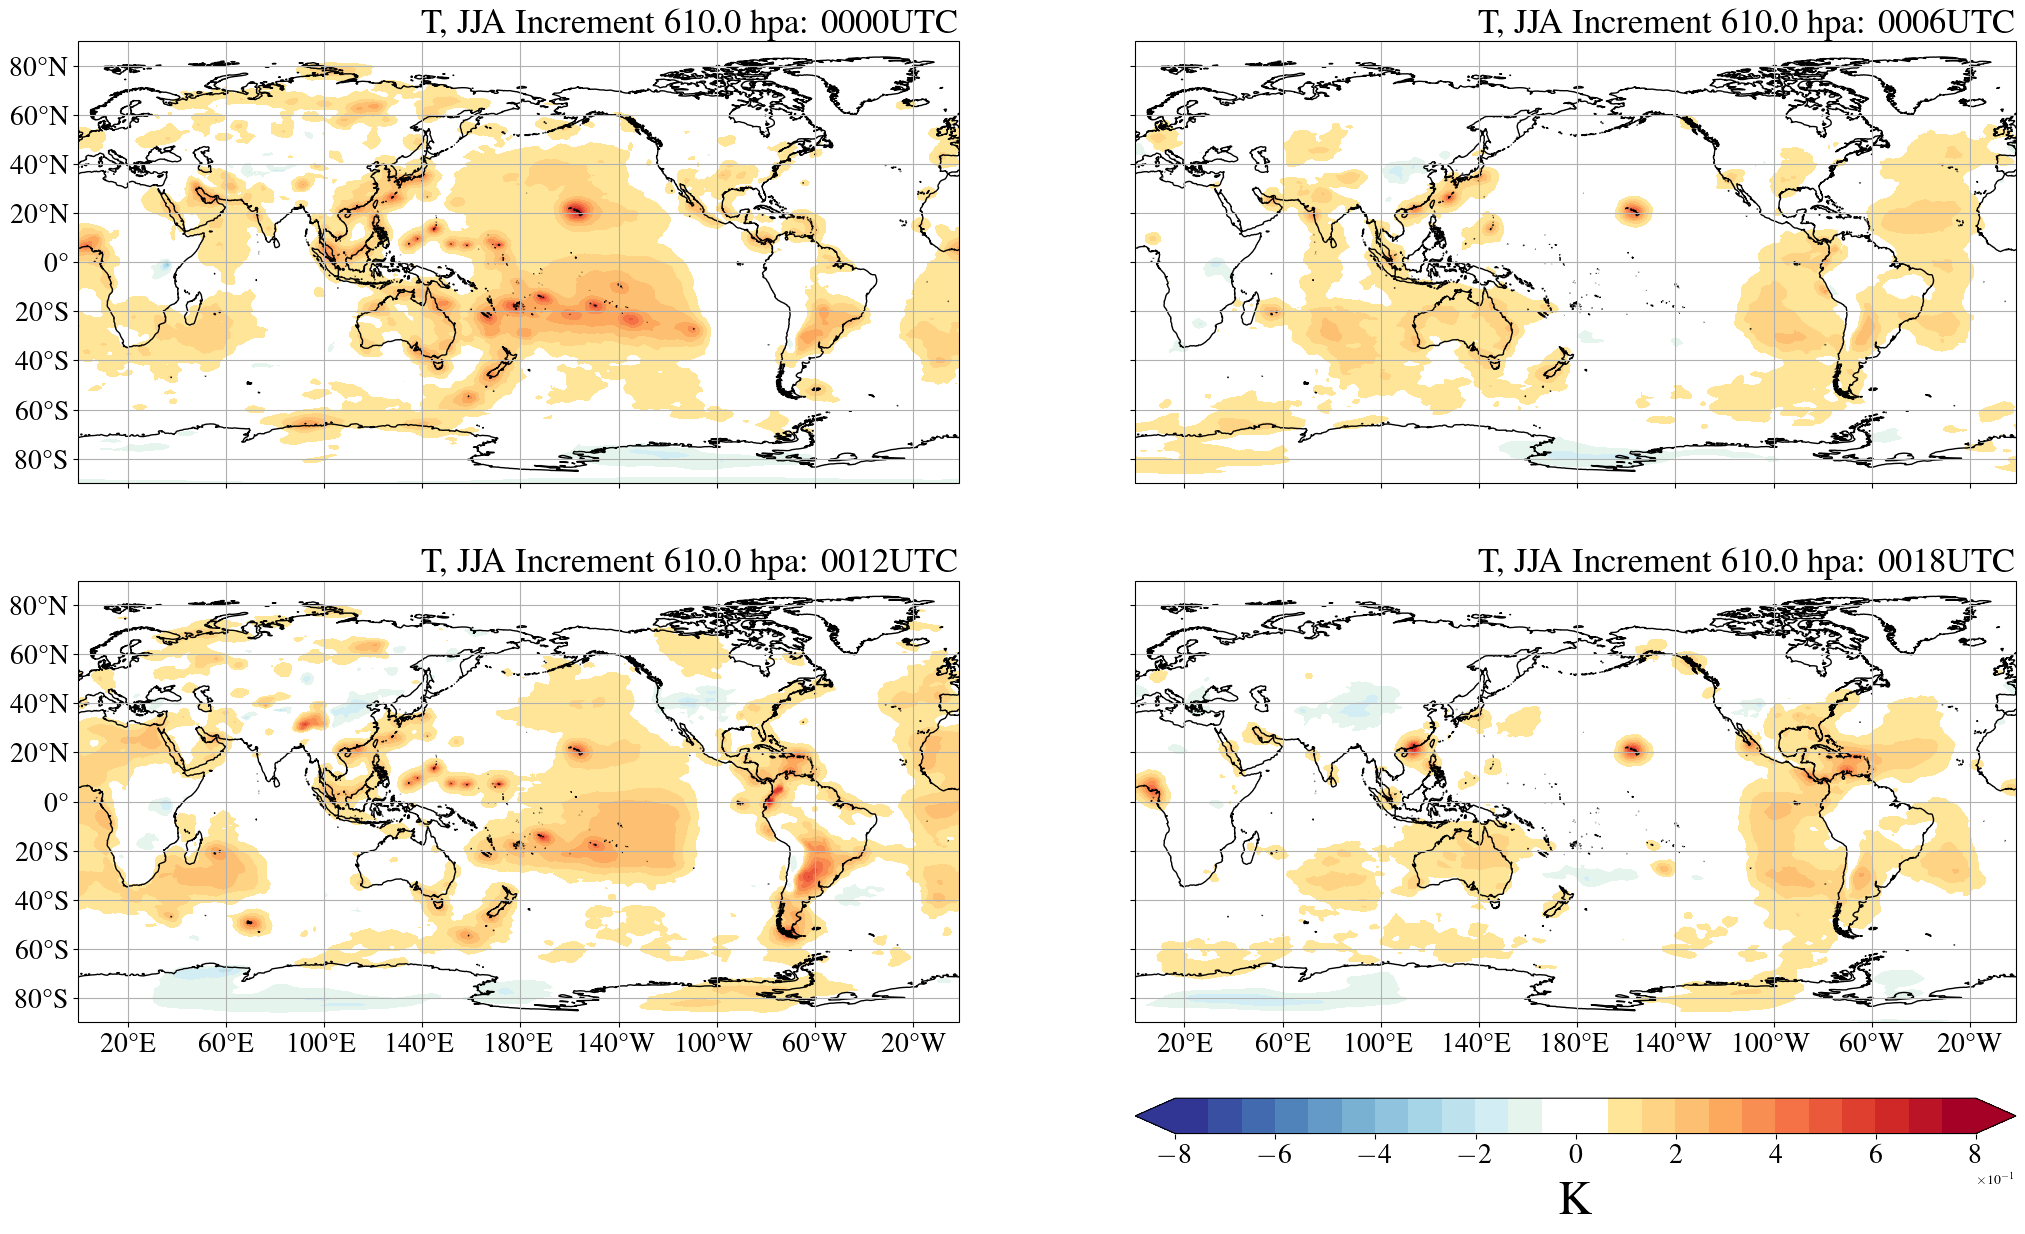 T, JJA Increment 610.0 hpa: 0000UTC
T, JJA Increment 610.0 hpa: 0006UTC
80°N
60°N
40°N
20°N
0°
20°S
40°S
60°S
80°S
T, JJA Increment 610.0 hpa: 0012UTC
T, JJA Increment 610.0 hpa: 0018UTC
80°N
60°N
40°N
20°N
0°
20°S
40°S
60°S
80°S
20°E 60°E 100°E 140°E 180°E 140°W 100°W 60°W 20°W
20°E 60°E 100°E 140°E 180°E 140°W 100°W 60°W 20°W
−8 −6 −4 −2 0 2 4 6 8
×10⁻¹
K